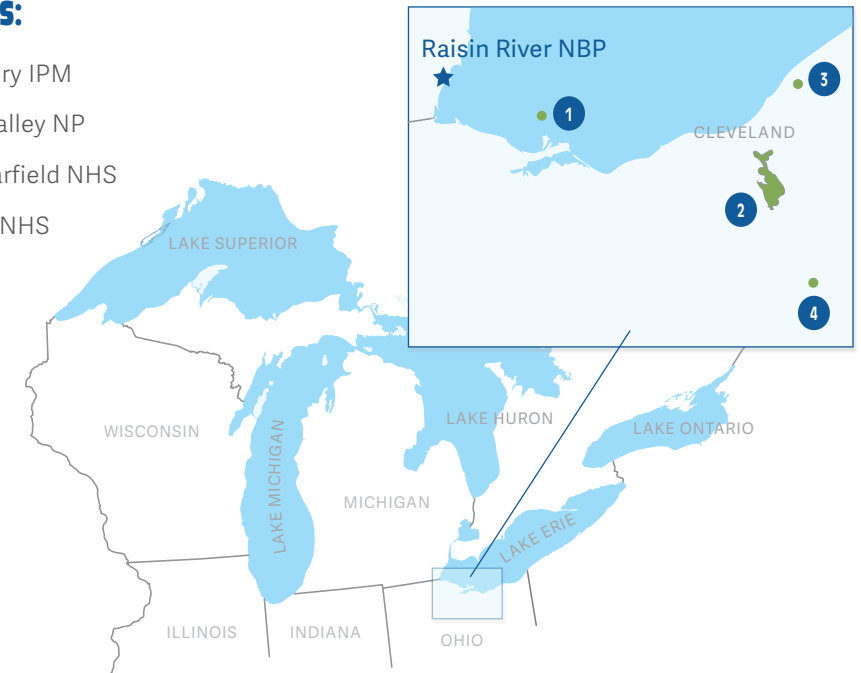 S:
ry IPM
alley NP
arfield NHS
NHS
Raisin River NBP
1
3
CLEVELAND
2
4
LAKE SUPERIOR
WISCONSIN
LAKE MICHIGAN
MICHIGAN
LAKE HURON
LAKE ONTARIO
LAKE ERIE
ILLINOIS
INDIANA
OHIO